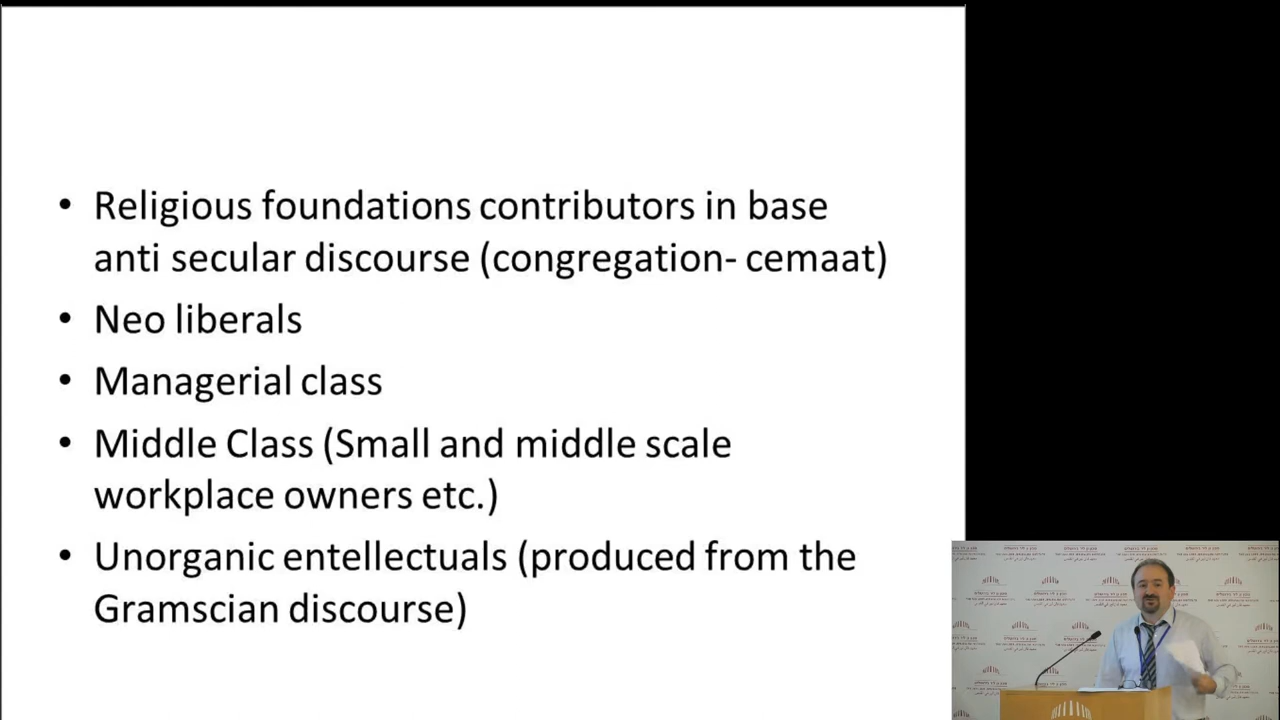 • Religious foundations contributors in base
anti secular discourse (congregation- cemaat)
• Neo liberals
• Managerial class
• Middle Class (Small and middle scale
workplace owners etc.)
• Unorganic entellectuals (produced from the
Gramscian discourse)